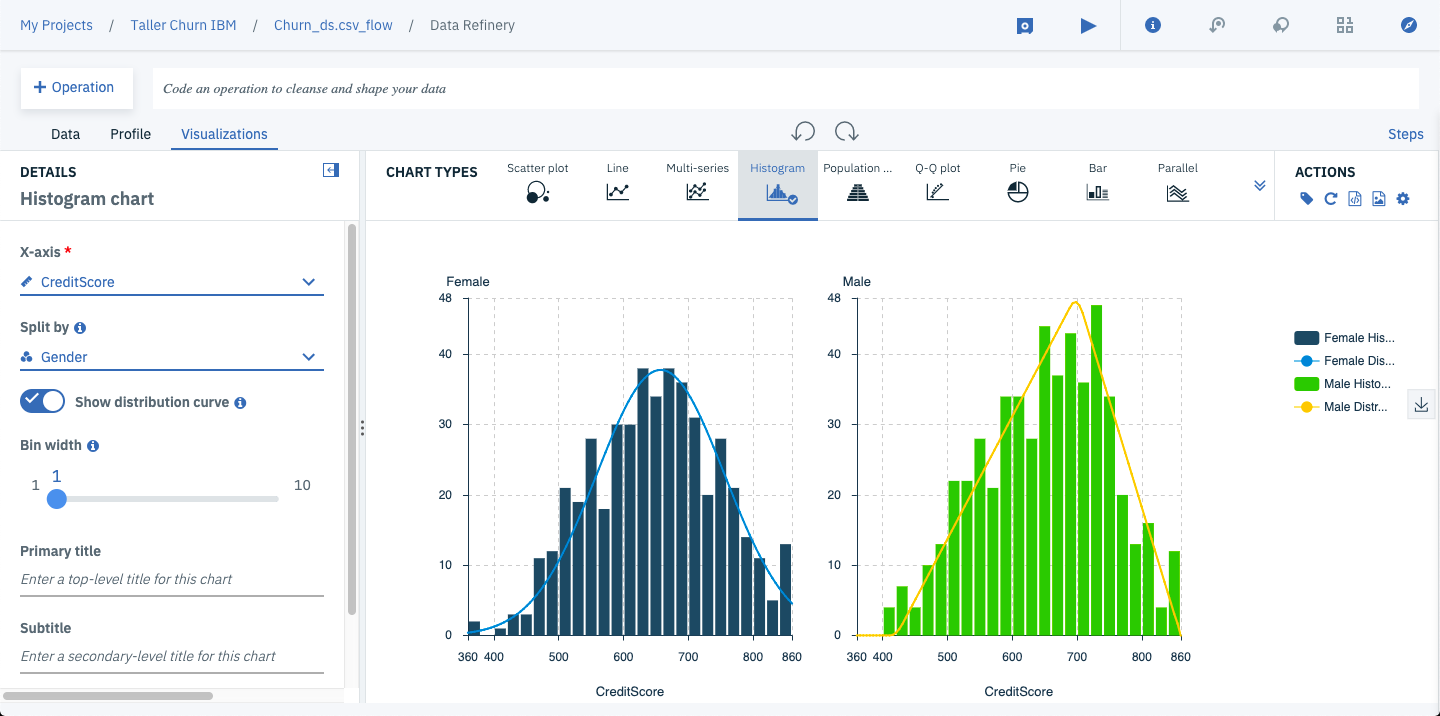 My Projects / Taller Churn IBM / Churn_ds.csv_flow / Data Refinery
+ Operation
Code an operation to cleanse and shape your data
Data Profile Visualizations
Steps
DETAILS
Histogram chart
CHART TYPES
Scatter plot Line Multi-series Histogram Population ... Q-Q plot Pie Bar Parallel
ACTIONS
X-axis *
CreditScore
Split by
Gender
Show distribution curve
Bin width
1
1 10
Primary title
Enter a top-level title for this chart
Subtitle
Enter a secondary-level title for this chart
Female
48
40
30
20
10
0
360 400 500 600 700 800 860
CreditScore
Male
48
40
30
20
10
0
360 400 500 600 700 800 860
CreditScore
Female His...
Female Dis...
Male Histo...
Male Distr...